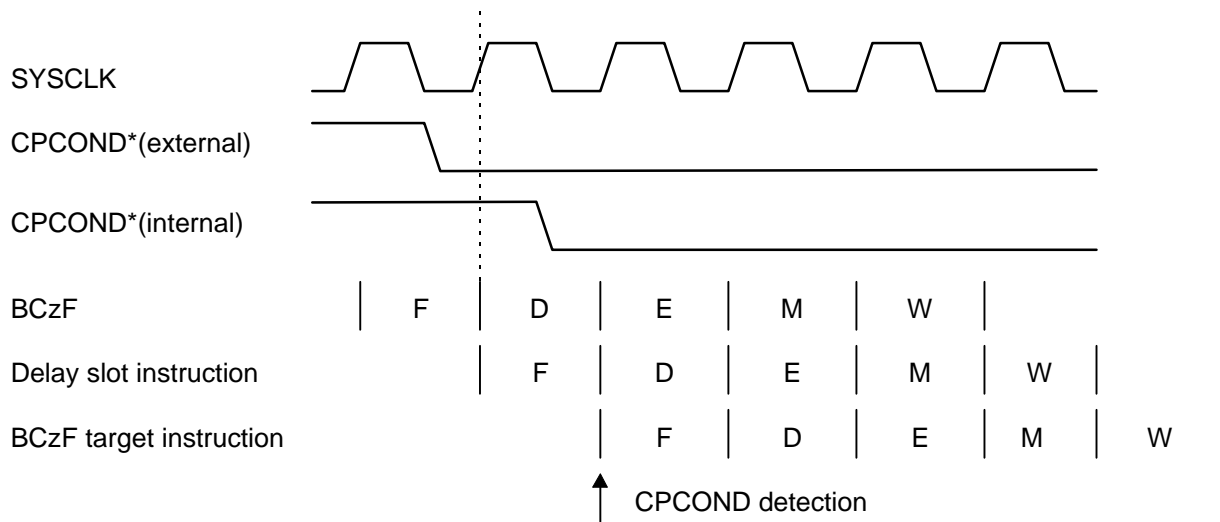 SYSCLK
CPCOND*(external)
CPCOND*(internal)
BCzF F D E M W
Delay slot instruction F D E M W
BCzF target instruction F D E M W
CPCOND detection